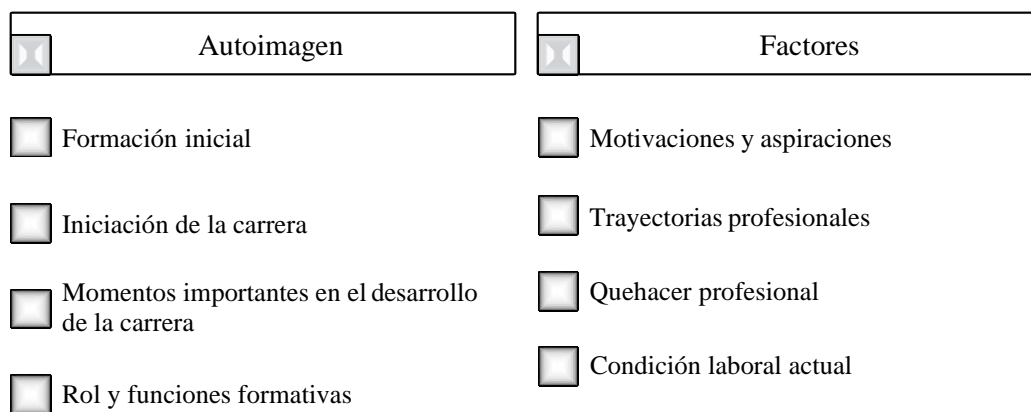 Autoimagen
Formación inicial
Iniciación de la carrera
Momentos importantes en el desarrollo
de la carrera
Rol y funciones formativas
Factores
Motivaciones y aspiraciones
Trayectorias profesionales
Quehacer profesional
Condición laboral actual